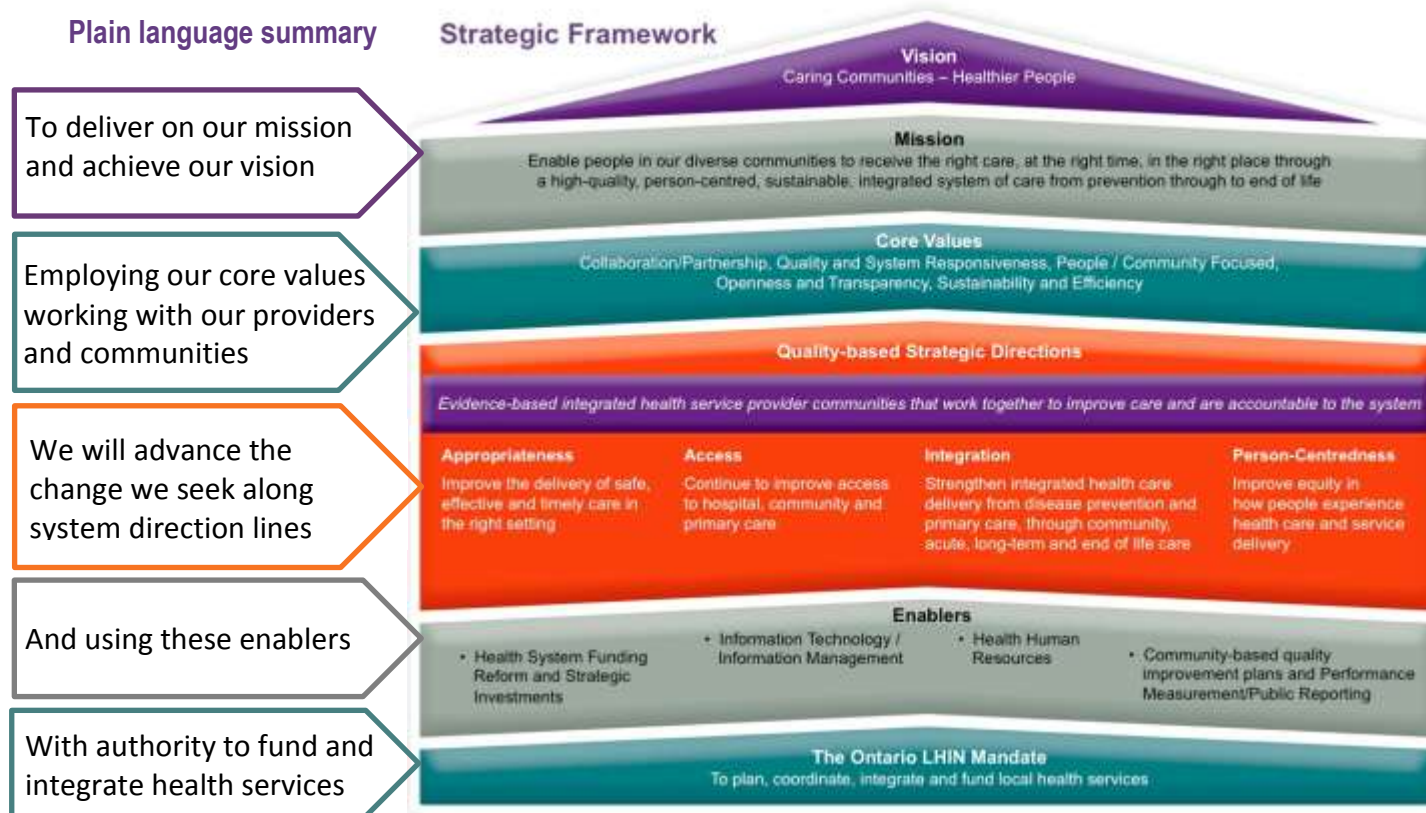 Plain language summary
Strategic Framework
To deliver on our mission
and achieve our vision
Employing our core values
working with our providers
and communities
We will advance the
change we seek along
system direction lines
And using these enablers
With authority to fund and
integrate health services
Vision
Caring Communities – Healthier People
Mission
Enable people in our diverse communities to receive the right care, at the right time, in the right place through
a high-quality, person-centred, sustainable, integrated system of care from prevention through to end of life
Core Values
Collaboration/Partnership, Quality and System Responsiveness, People / Community Focused,
Openness and Transparency, Sustainability and Efficiency
Quality-based Strategic Directions
Evidence-based integrated health service provider communities that work together to improve care and are accountable to the system
Appropriateness
Improve the delivery of safe,
effective and timely care in
the right setting
Access
Continue to improve access
to hospital, community and
primary care
Integration
Strengthen integrated health care
delivery from disease prevention and
primary care, through community,
acute, long-term and end of life care
Person-Centredness
Improve equity in
how people experience
health care and service
delivery
Enablers
• Health System Funding
Reform and Strategic
Investments
• Information Technology /
Information Management
• Health Human
Resources
• Community-based quality
improvement plans and Performance
Measurement/Public Reporting
The Ontario LHIN Mandate
To plan, coordinate, integrate and fund local health services